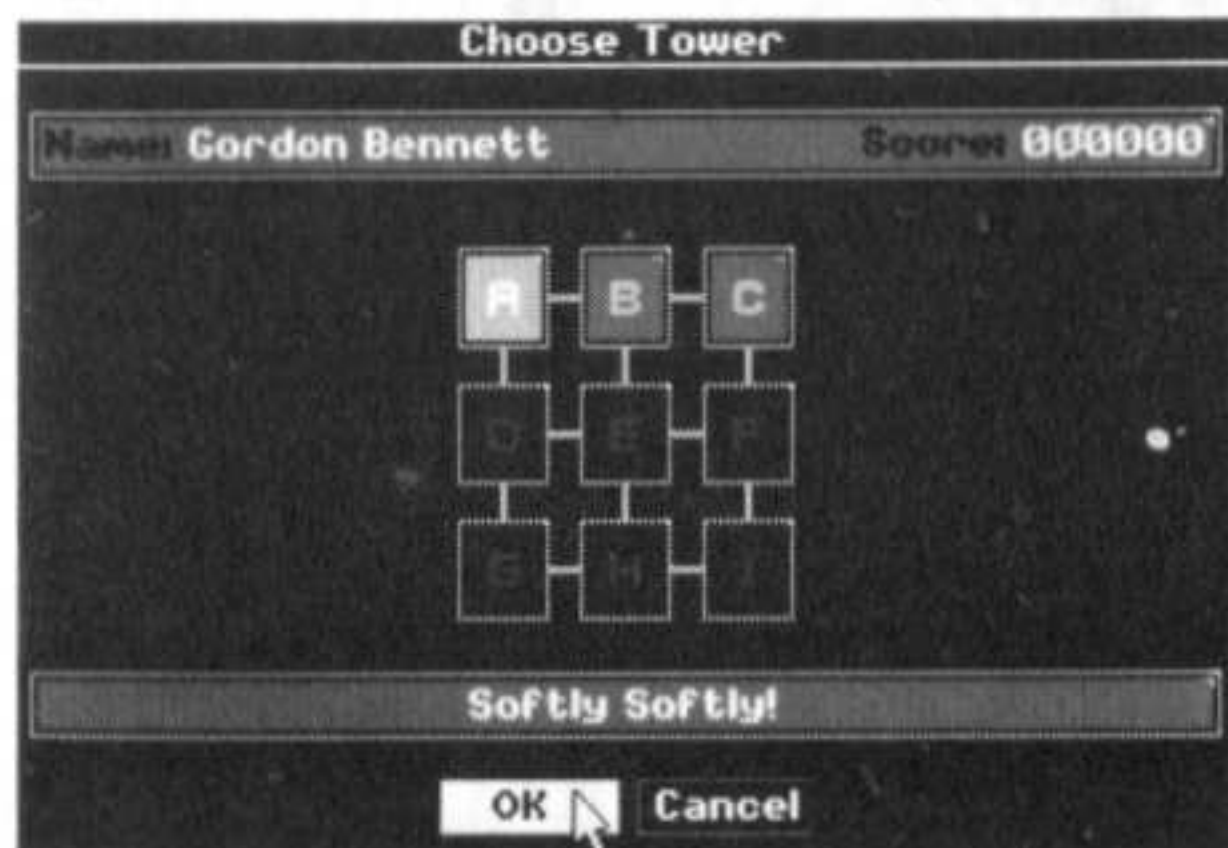 Choose Tower
Name: Gordon Bennett Score: 000000
A B C
D E F
G H I
Softly Softly!
OK Cancel